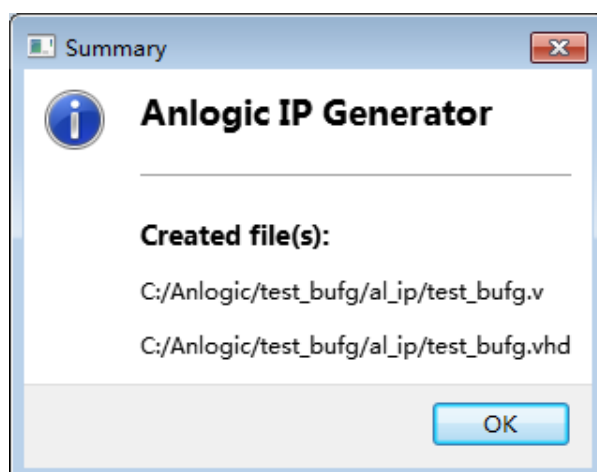 Summary
Anlogic IP Generator
Created file(s):
C:/Anlogic/test_bufg/al_ip/test_bufg.v
C:/Anlogic/test_bufg/al_ip/test_bufg.vhd
OK